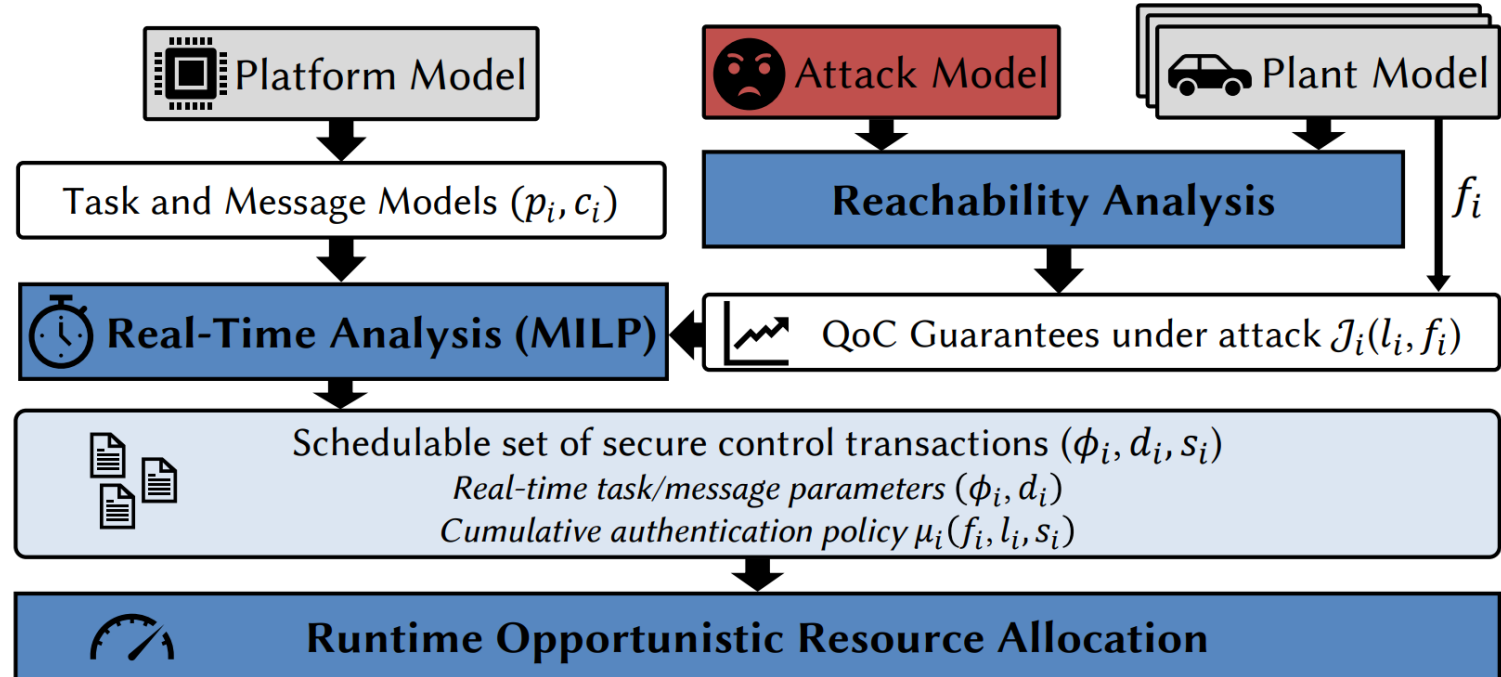 Platform Model
Attack Model
Plant Model
Task and Message Models (pᵢ, cᵢ)
Reachability Analysis
fᵢ
Real-Time Analysis (MILP)
QoC Guarantees under attack 𝒥ᵢ(lᵢ, fᵢ)
Schedulable set of secure control transactions (ϕᵢ, dᵢ, sᵢ)
Real-time task/message parameters (ϕᵢ, dᵢ)
Cumulative authentication policy μᵢ(fᵢ, lᵢ, sᵢ)
Runtime Opportunistic Resource Allocation